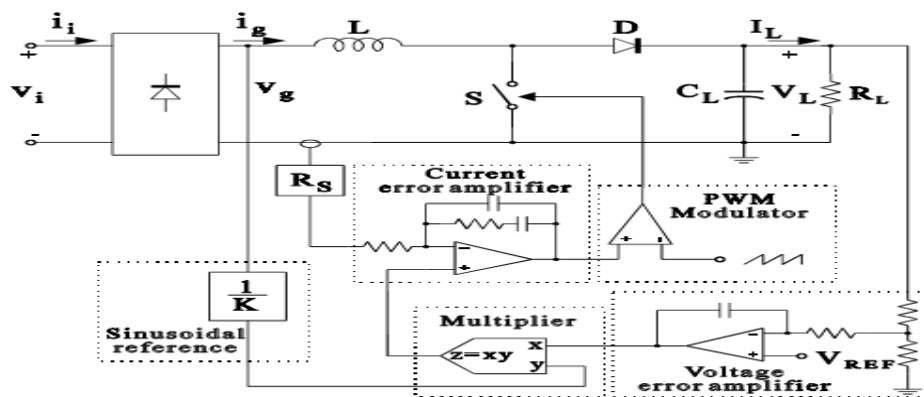 i_i
i_g
L
D
I_L
+
+
v_i
v_g
S
C_L
V_L
R_L
-
-
R_S
Current
error amplifier
PWM
Modulator
-
+
+
-
1
K
Sinusoidal
reference
Multiplier
z=xy
x
y
-
+
V_REF
Voltage
error amplifier